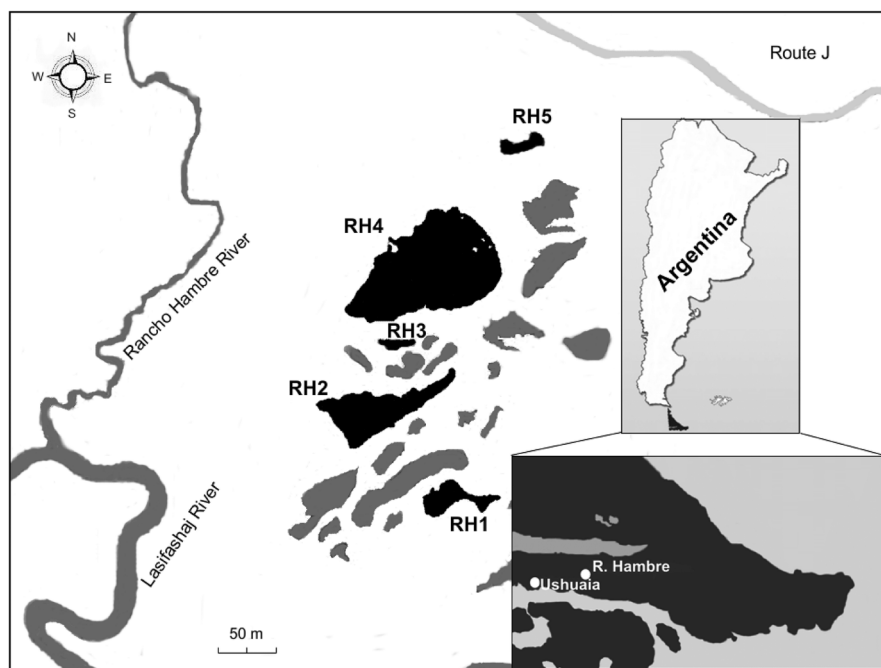 N
W E
S
Route J
RH5
RH4
Argentina
Rancho Hambre River
RH3
RH2
RH1
Lasifashaj River
R. Hambre
Ushuaia
50 m